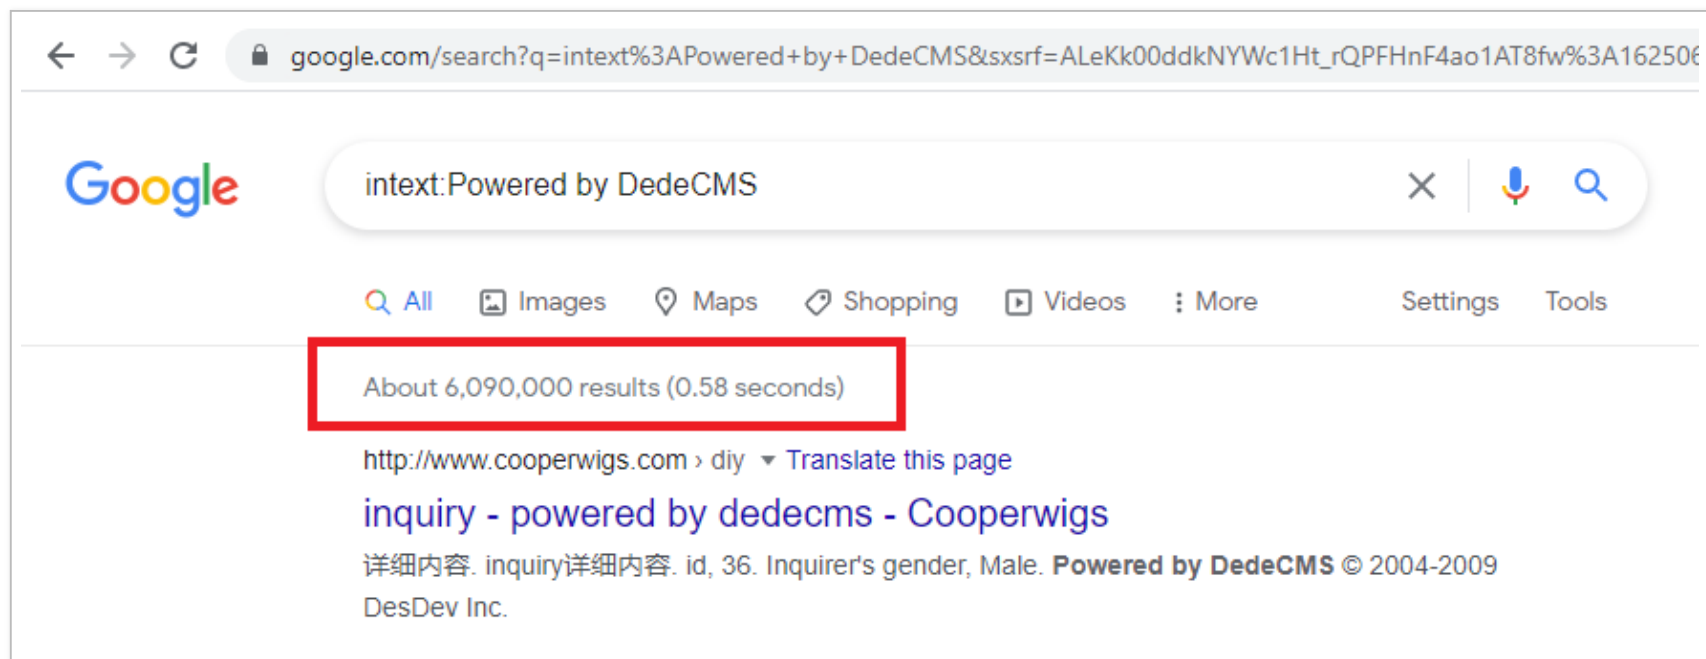 google.com/search?q=intext%3APowered+by+DedeCMS&sxsrf=ALeKk00ddkNYWc1Ht_rQPFHnF4ao1AT8fw%3A162506
Google
intext:Powered by DedeCMS
All Images Maps Shopping Videos More Settings Tools
About 6,090,000 results (0.58 seconds)
http://www.cooperwigs.com › diy Translate this page
inquiry - powered by dedecms - Cooperwigs
详细内容. inquiry详细内容. id, 36. Inquirer's gender, Male. Powered by DedeCMS © 2004-2009
DesDev Inc.